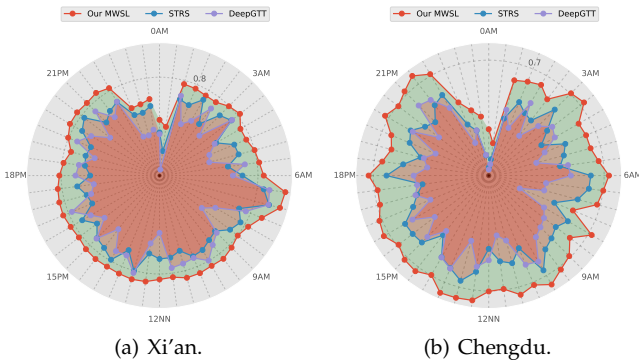 Our MWSL STRS DeepGTT
0AM
3AM
6AM
9AM
12NN
15PM
18PM
21PM
0.8
(a) Xi'an.
Our MWSL STRS DeepGTT
0AM
3AM
6AM
9AM
12NN
15PM
18PM
21PM
0.7
(b) Chengdu.